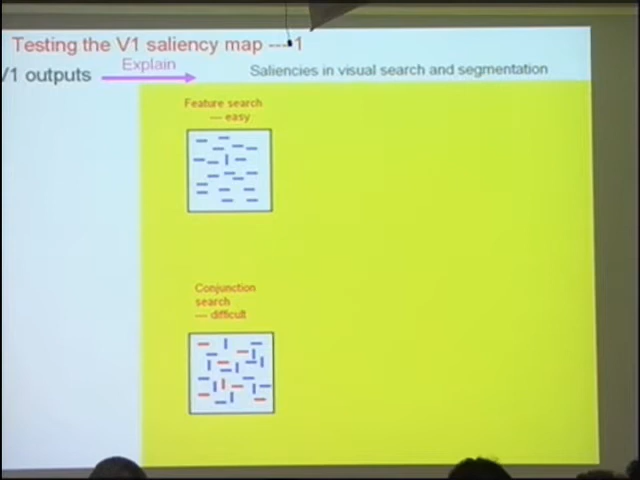 Testing the V1 saliency map ----1
/1 outputs
Explain
Saliencies in visual search and segmentation
Feature search
--- easy
Conjunction
search
--- difficult